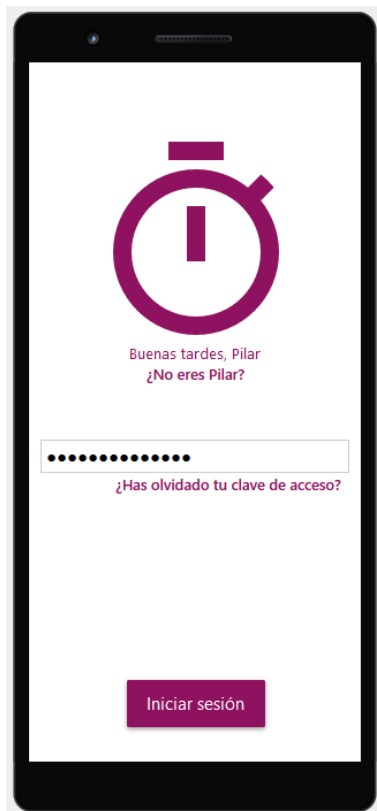 Buenas tardes, Pilar
¿No eres Pilar?
••••••••••••••
¿Has olvidado tu clave de acceso?
Iniciar sesión